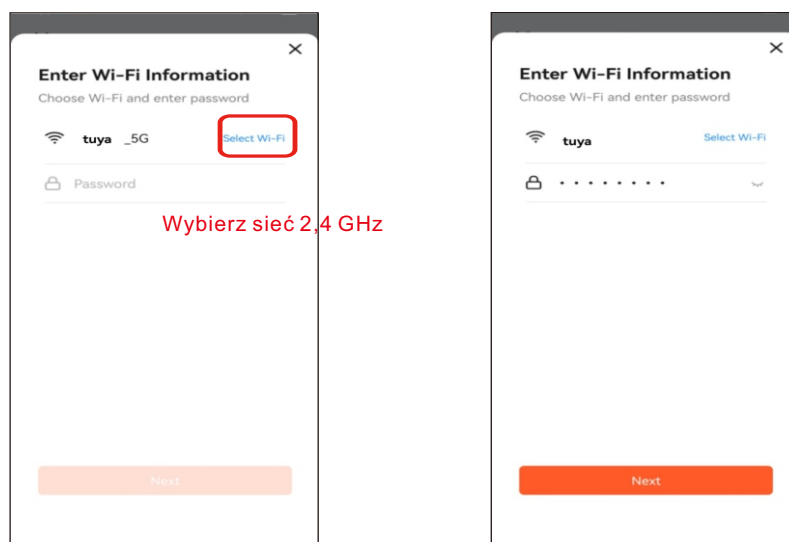 Enter Wi-Fi Information
Choose Wi-Fi and enter password
tuya _5G Select Wi-Fi
Password
Wybierz sieć 2,4 GHz
Next
Enter Wi-Fi Information
Choose Wi-Fi and enter password
tuya Select Wi-Fi
Next